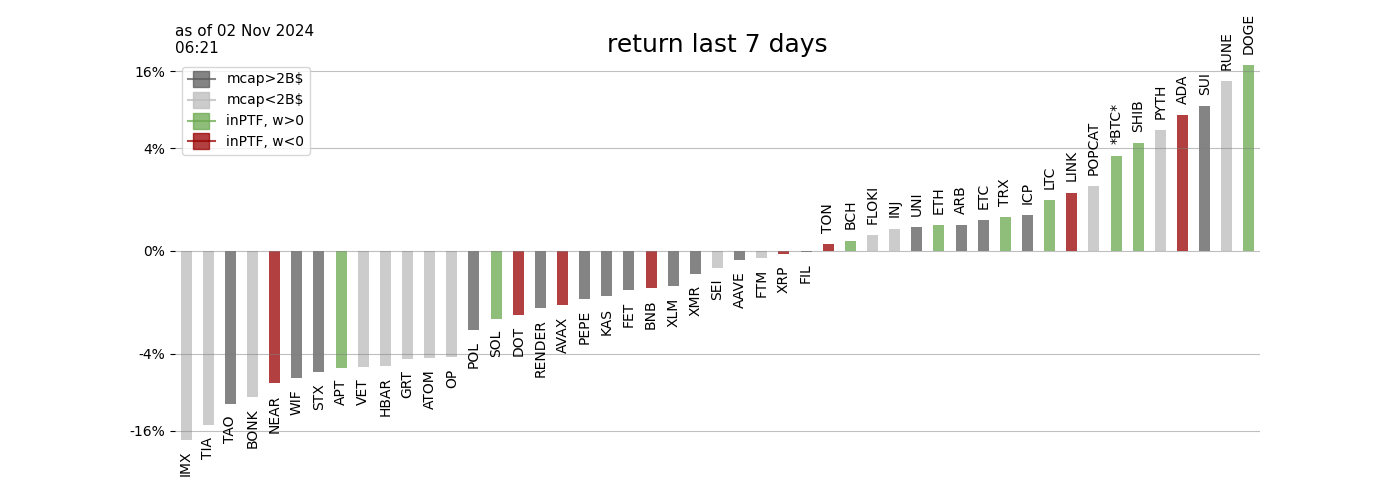 as of 02 Nov 2024
06:21
return last 7 days
mcap>2B$
mcap<2B$
inPTF, w>0
inPTF, w<0
16%
4%
0%
-4%
-16%
IMX
TIA
TAO
BONK
NEAR
WIF
STX
APT
VET
HBAR
GRT
ATOM
OP
POL
SOL
DOT
RENDER
AVAX
PEPE
KAS
FET
BNB
XLM
XMR
SEI
AAVE
FTM
XRP
FIL
TON
BCH
FLOKI
INJ
UNI
ETH
ARB
ETC
TRX
ICP
LTC
LINK
POPCAT
*BTC*
SHIB
PYTH
ADA
SUI
RUNE
DOGE